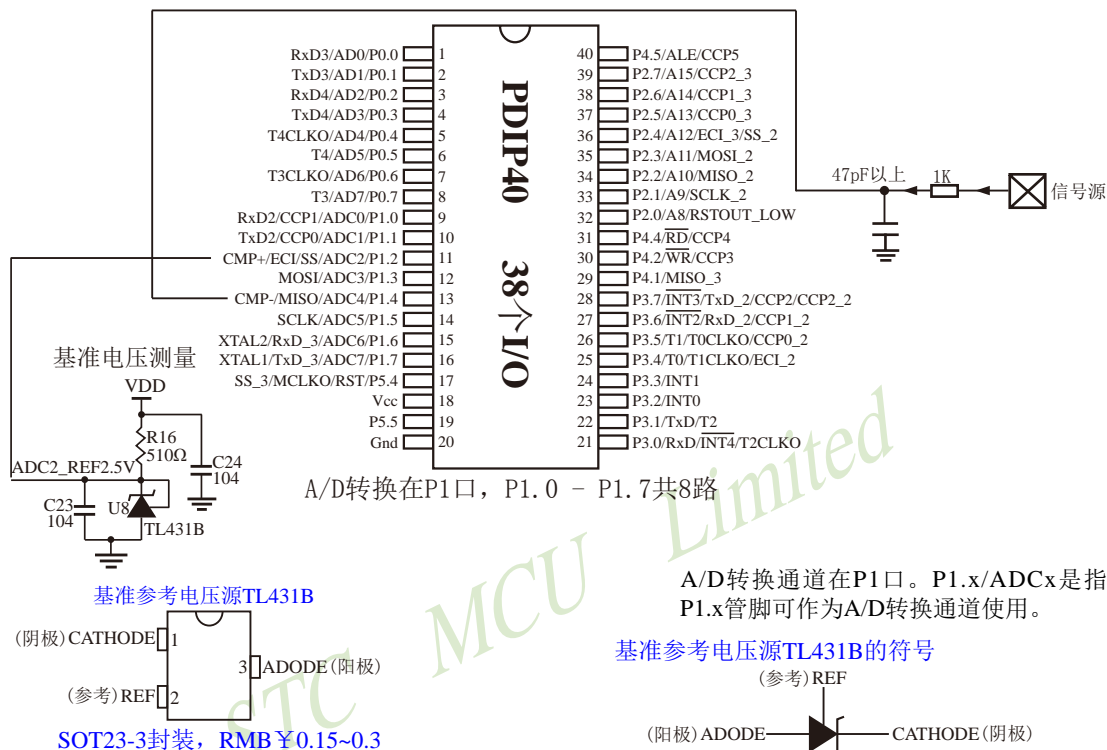 RxD3/AD0/P0.0 1
TxD3/AD1/P0.1 2
RxD4/AD2/P0.2 3
TxD4/AD3/P0.3 4
T4CLKO/AD4/P0.4 5
T4/AD5/P0.5 6
T3CLKO/AD6/P0.6 7
T3/AD7/P0.7 8
RxD2/CCP1/ADC0/P1.0 9
TxD2/CCP0/ADC1/P1.1 10
CMP+/ECI/SS/ADC2/P1.2 11
MOSI/ADC3/P1.3 12
CMP-/MISO/ADC4/P1.4 13
SCLK/ADC5/P1.5 14
XTAL2/RxD_3/ADC6/P1.6 15
XTAL1/TxD_3/ADC7/P1.7 16
SS_3/MCLKO/RST/P5.4 17
Vcc 18
P5.5 19
Gnd 20
PDIP40 38个I/O
40 P4.5/ALE/CCP5
39 P2.7/A15/CCP2_3
38 P2.6/A14/CCP1_3
37 P2.5/A13/CCP0_3
36 P2.4/A12/ECI_3/SS_2
35 P2.3/A11/MOSI_2
34 P2.2/A10/MISO_2
33 P2.1/A9/SCLK_2
32 P2.0/A8/RSTOUT_LOW
31 P4.4/RD/CCP4
30 P4.2/WR/CCP3
29 P4.1/MISO_3
28 P3.7/INT3/TxD_2/CCP2/CCP2_2
27 P3.6/INT2/RxD_2/CCP1_2
26 P3.5/T1/T0CLKO/CCP0_2
25 P3.4/T0/T1CLKO/ECI_2
24 P3.3/INT1
23 P3.2/INT0
22 P3.1/TxD/T2
21 P3.0/RxD/INT4/T2CLKO
47pF以上
1K
信号源
基准电压测量
VDD
R16
510Ω
C24
104
ADC2_REF2.5V
C23
104
U8
TL431B
A/D转换在P1口，P1.0 - P1.7共8路
STC MCU Limited
A/D转换通道在P1口。P1.x/ADCx是指
P1.x管脚可作为A/D转换通道使用。
基准参考电压源TL431B
(阴极)CATHODE 1
3 ADODE(阳极)
(参考)REF 2
SOT23-3封装，RMB￥0.15~0.3
基准参考电压源TL431B的符号
(参考)REF
(阳极)ADODE
CATHODE(阴极)